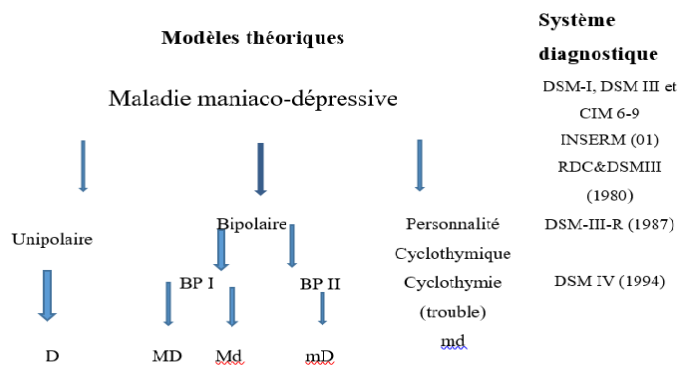 Modèles théoriques
Système
diagnostique
Maladie maniaco-dépressive
DSM-I, DSM III et
CIM 6-9
INSERM (01)
RDC&DSMIII
(1980)
Unipolaire
Bipolaire
Personnalité
Cyclothymique
DSM-III-R (1987)
BP I
BP II
Cyclothymie
(trouble)
DSM IV (1994)
md
D
MD
Md
mD